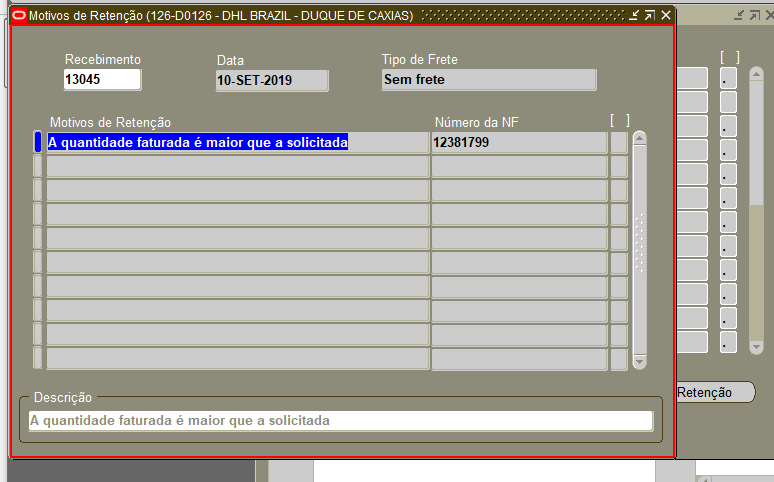 Motivos de Retenção (126-D0126 - DHL BRAZIL - DUQUE DE CAXIAS)
Recebimento Data Tipo de Frete [ ]
13045 10-SET-2019 Sem frete
Motivos de Retenção Número da NF [ ]
A quantidade faturada é maior que a solicitada 12381799
Retenção
Descrição
A quantidade faturada é maior que a solicitada